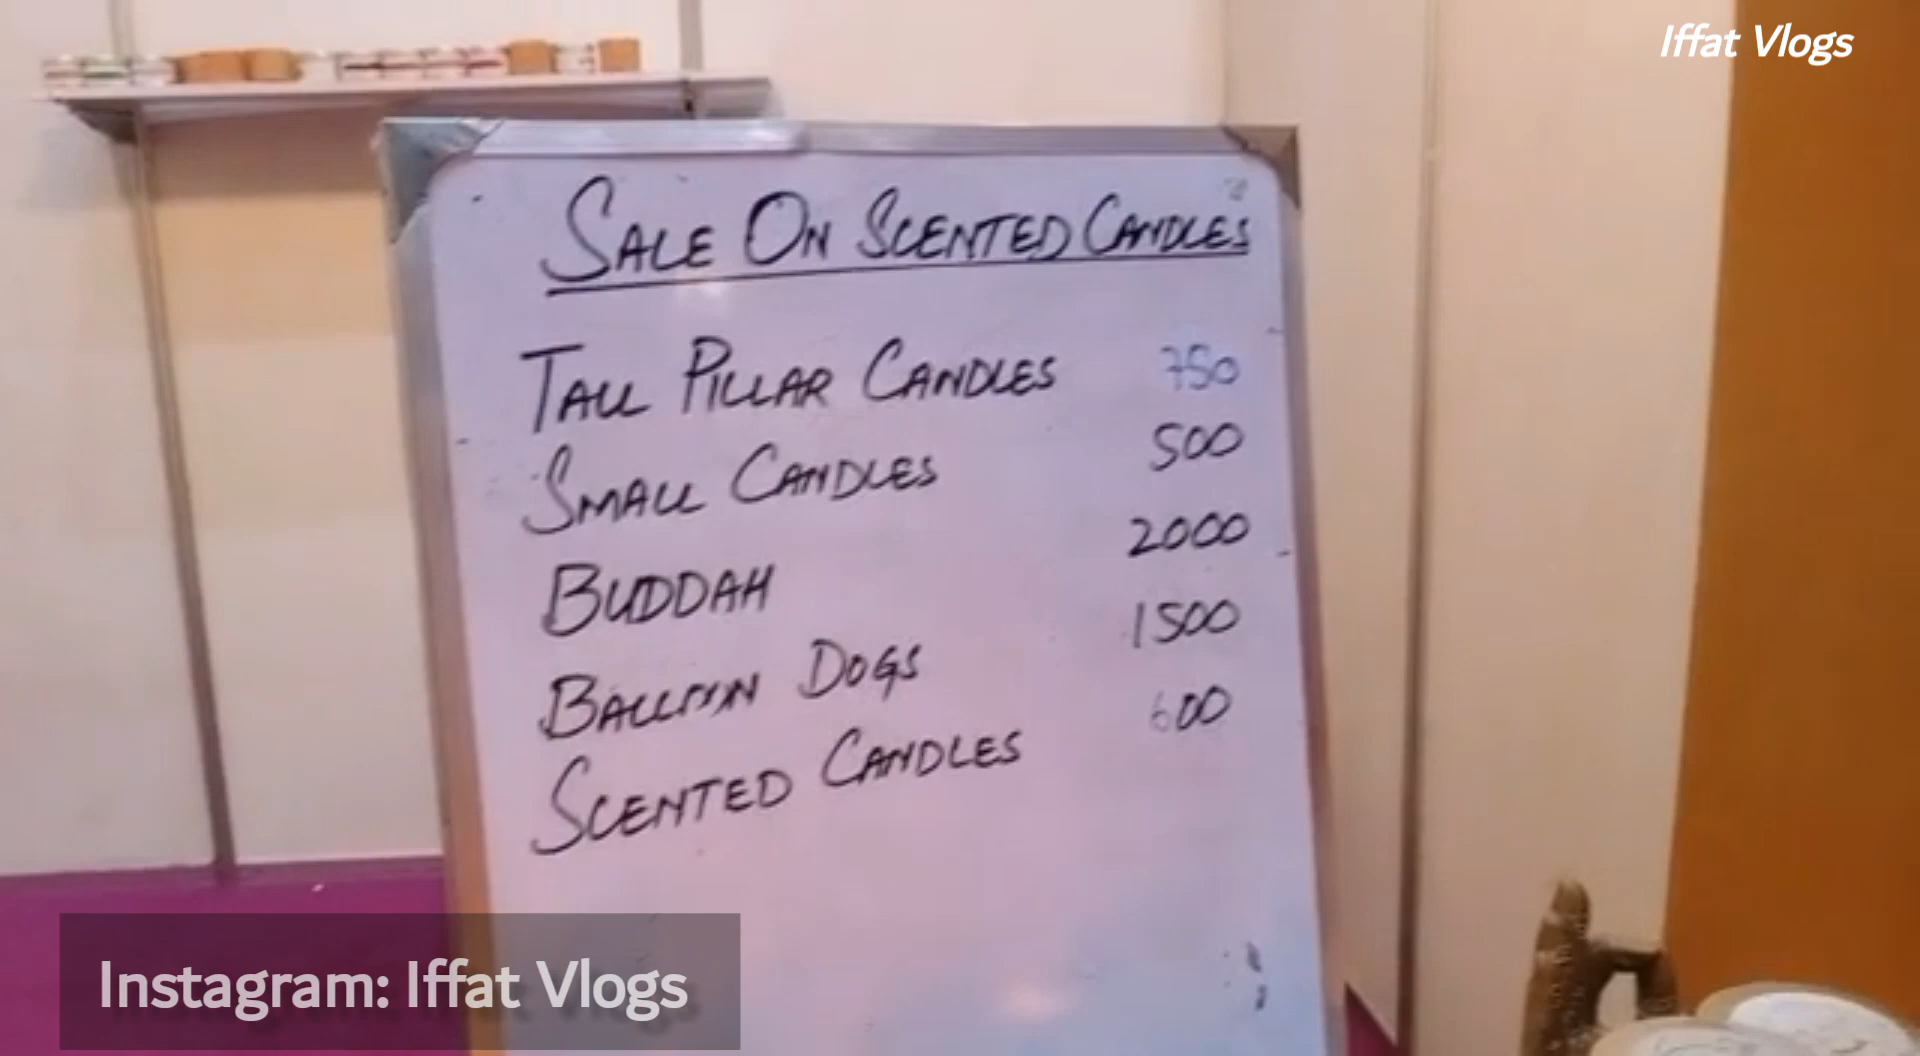 Iffat Vlogs
SALE ON SCENTED CANDLES
TALL PILLAR CANDLES 750
SMALL CANDLES 500
BUDDAH 2000
BALLOON DOGS 1500
SCENTED CANDLES 600
Instagram: Iffat Vlogs